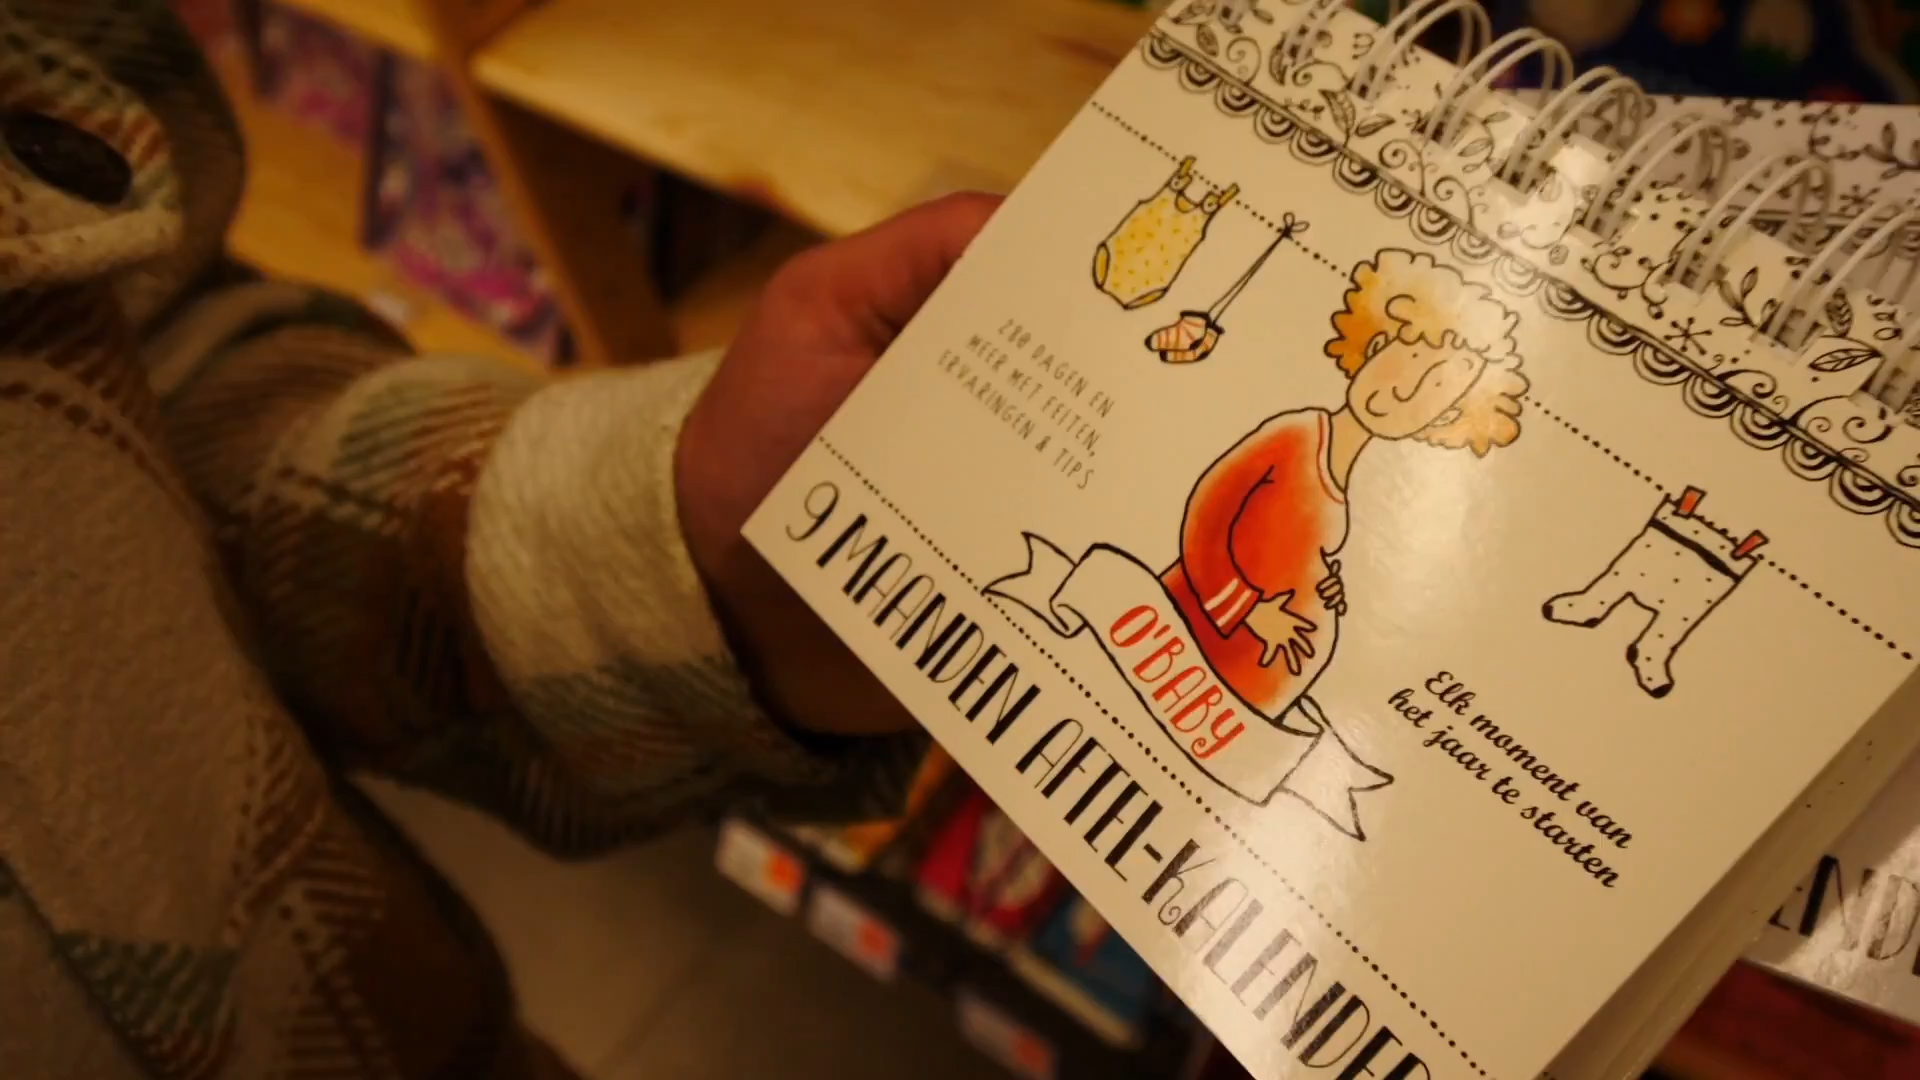 280 DAGEN EN
MEER MET FEITEN,
ERVARINGEN & TIPS
O'BABY
Elk moment van
het jaar te starten
9 MAANDEN AFTEL-KALENDER